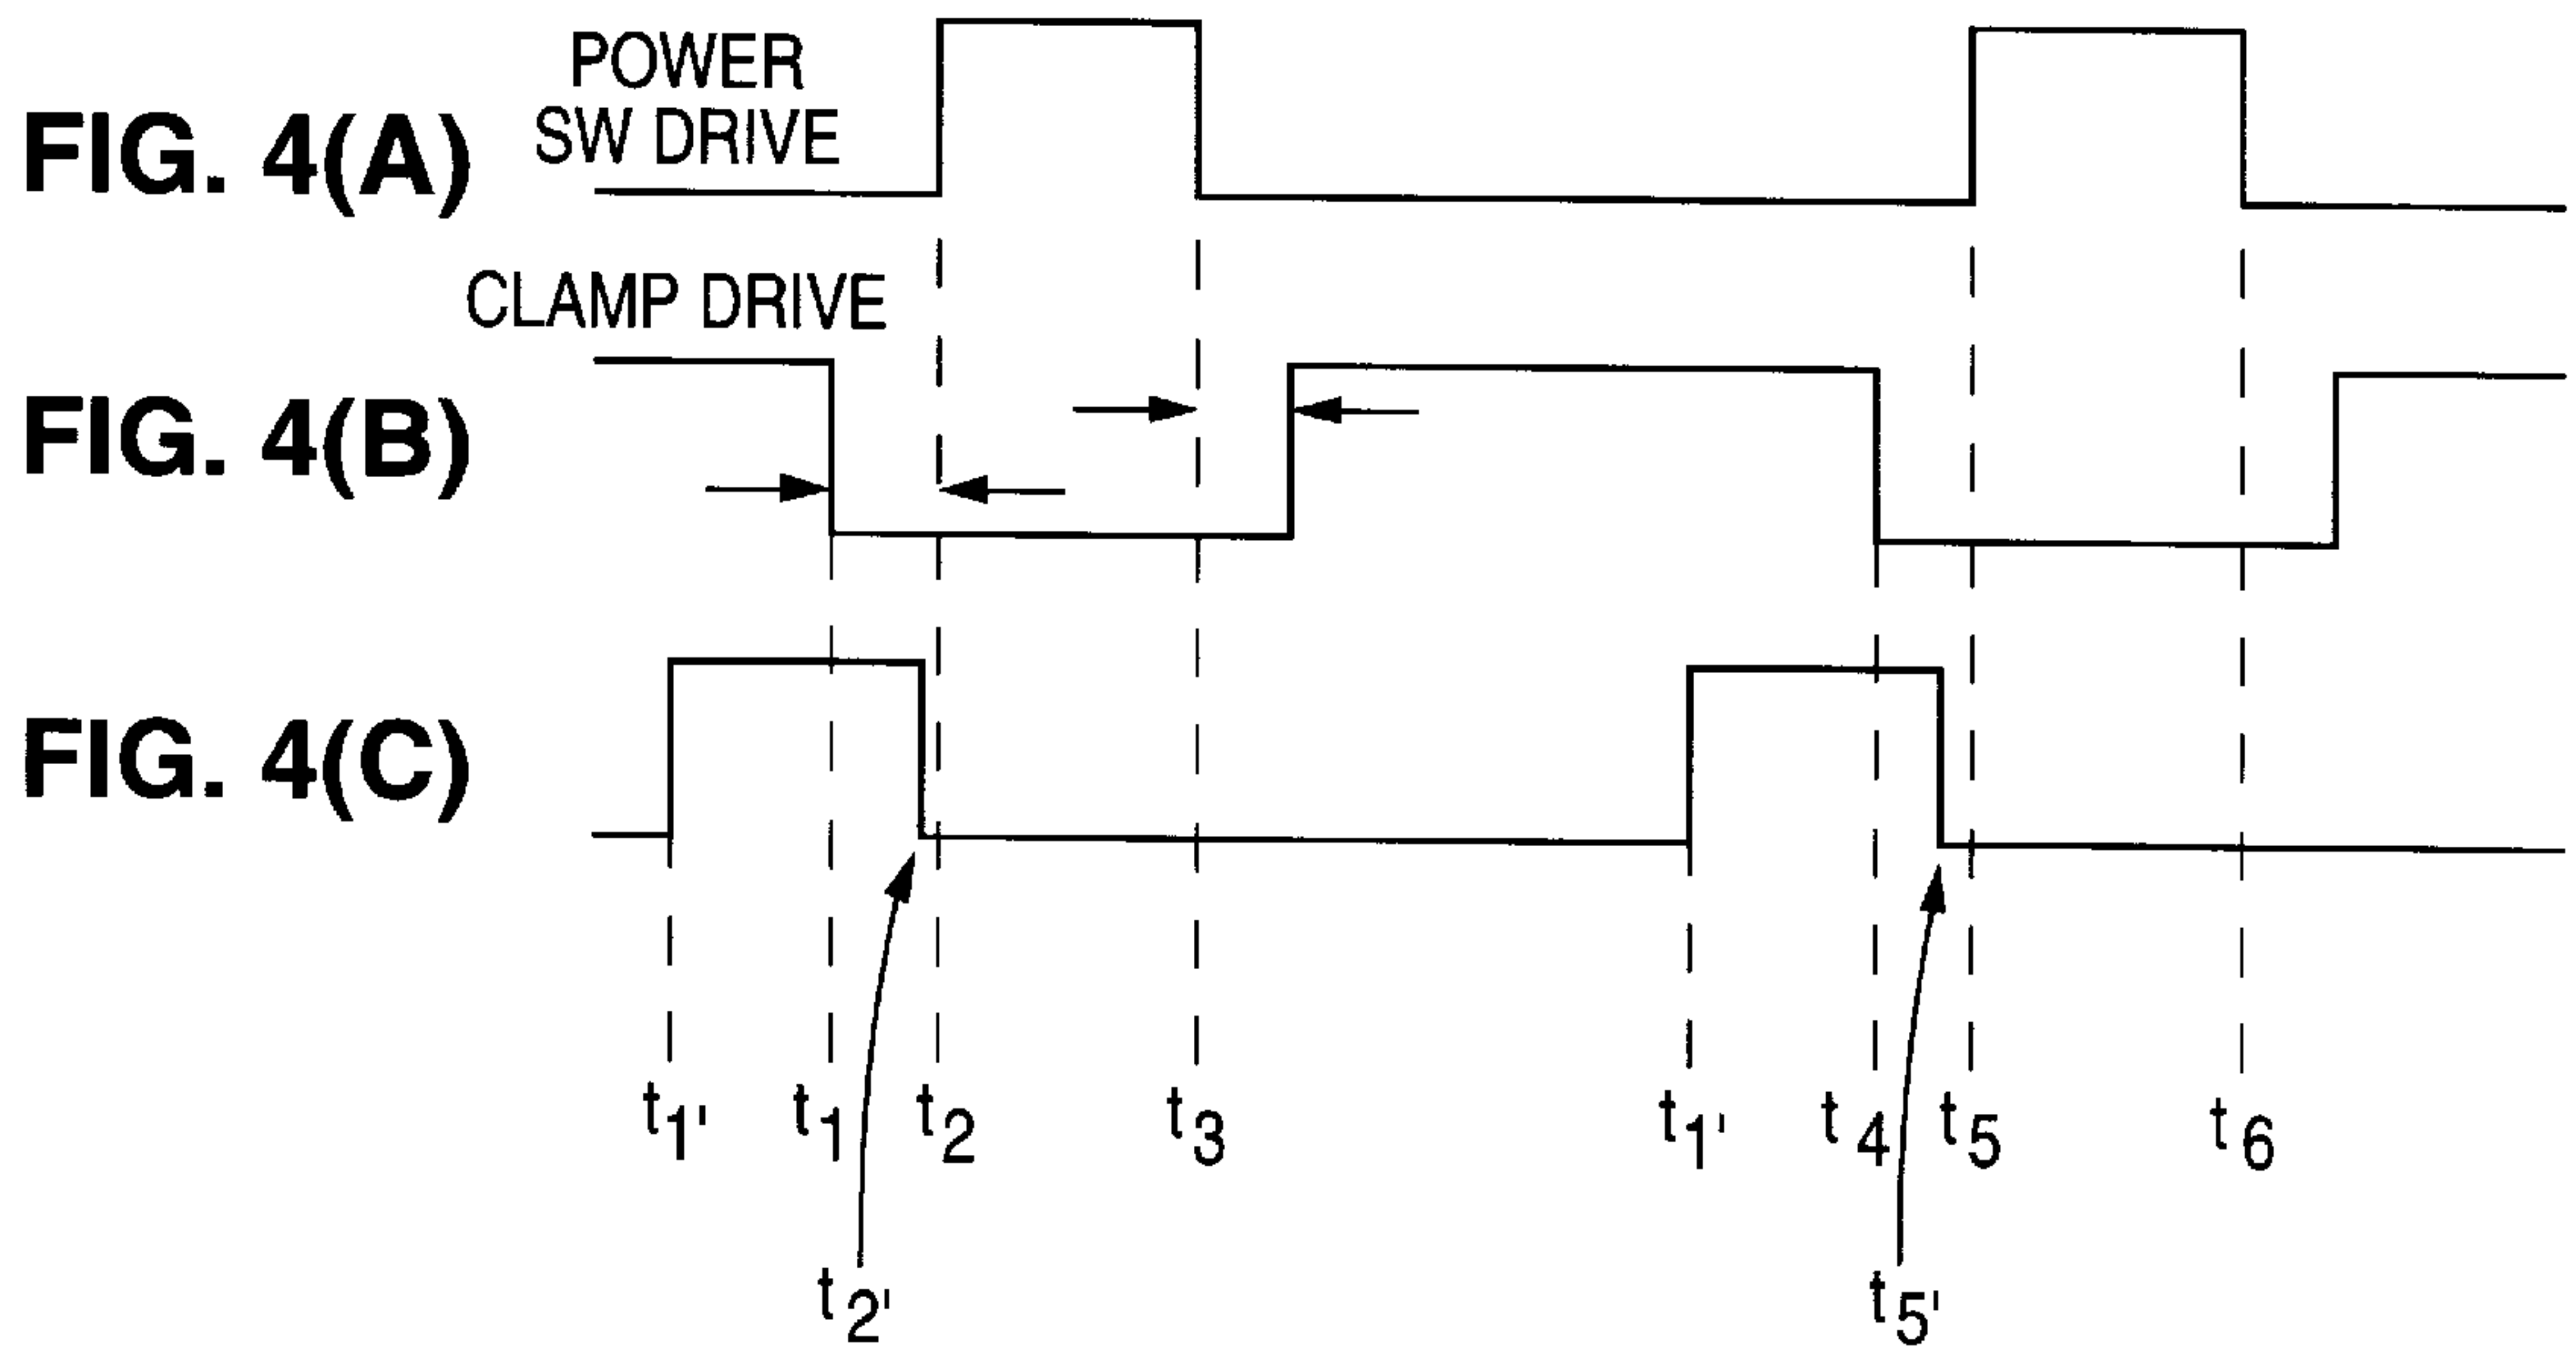 FIG. 4(A)
POWER
SW DRIVE
CLAMP DRIVE
FIG. 4(B)
FIG. 4(C)
t1' t1 t2 t3 t1' t4 t5 t6
t2' t5'